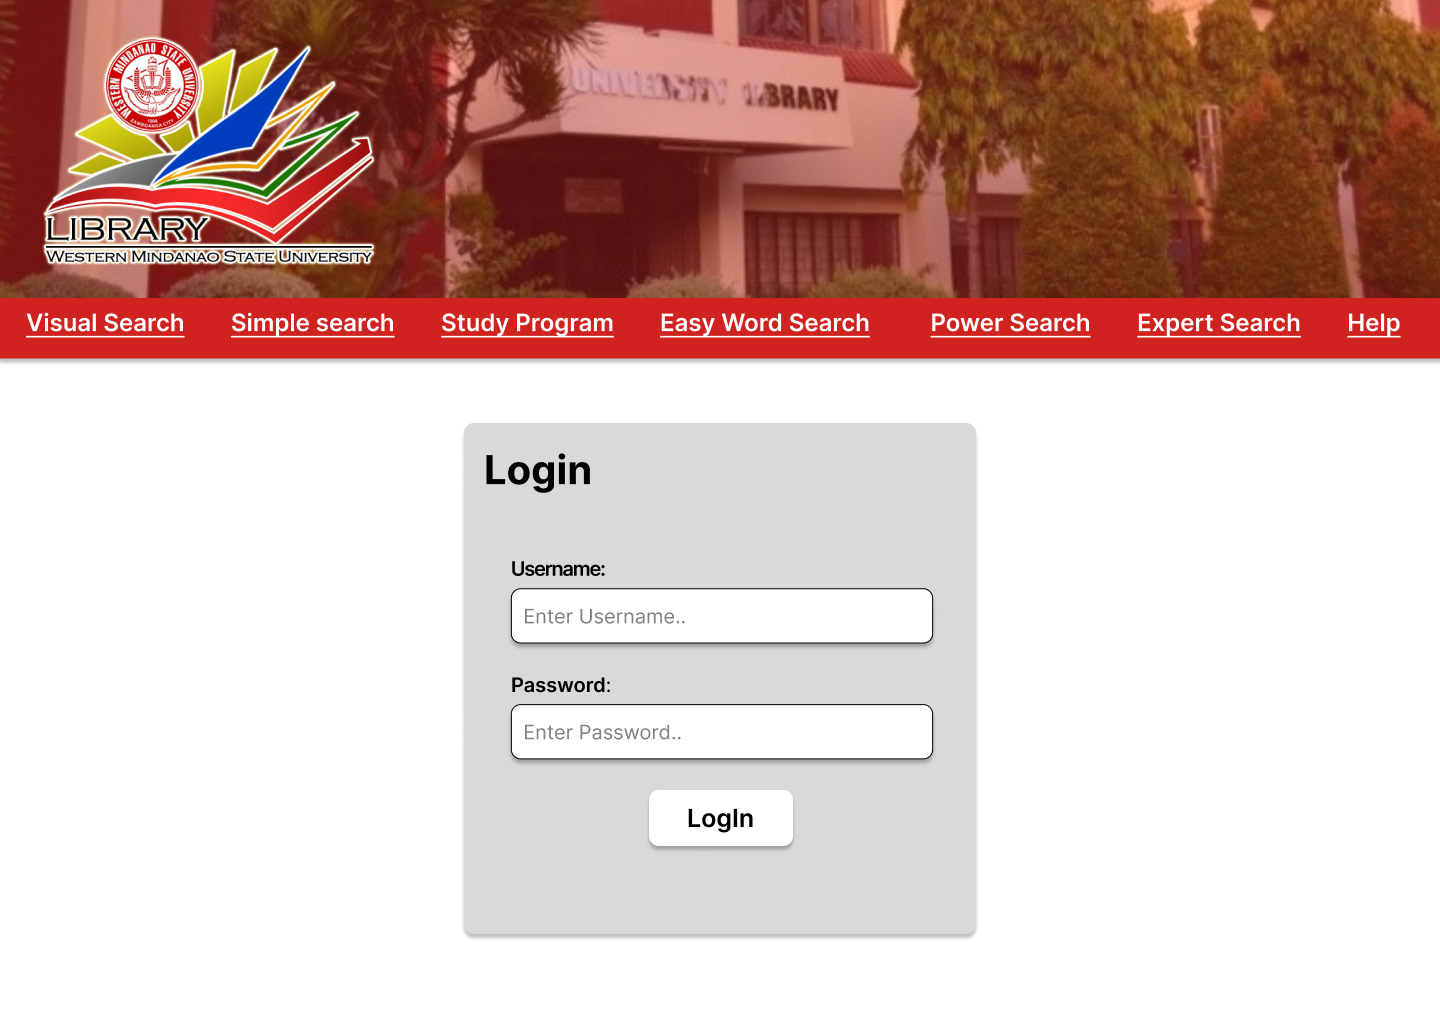 WESTERN MINDANAO STATE UNIVERSITY
1904
ZAMBOANGA CITY
UNIVERSITY LIBRARY
LIBRARY
WESTERN MINDANAO STATE UNIVERSITY
Visual Search Simple search Study Program Easy Word Search Power Search Expert Search Help
Login
Username:
Enter Username..
Password:
Enter Password..
LogIn